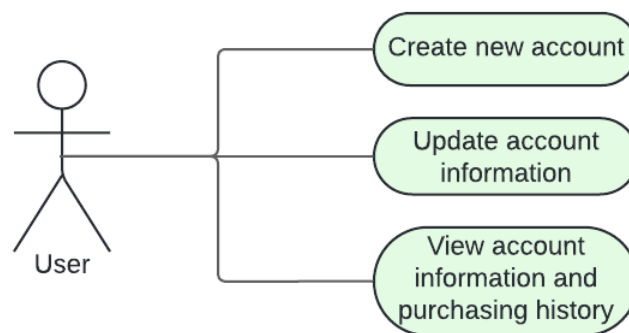 Create new account
Update account
information
View account
information and
purchasing history
User